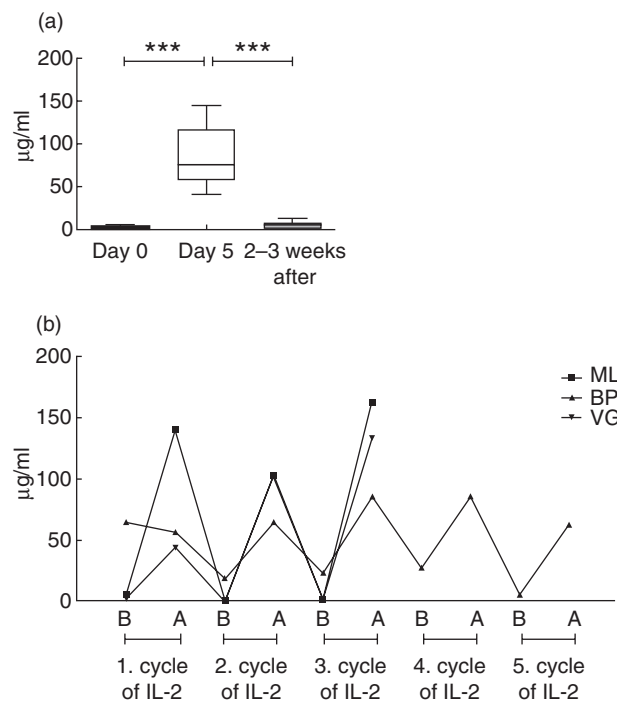 (a)
***
***
200
150
100
50
0
µg/ml
Day 0
Day 5
2–3 weeks
after
(b)
200
150
100
50
0
µg/ml
ML
BP
VG
B A B A B A B A B A
1. cycle
of IL-2
2. cycle
of IL-2
3. cycle
of IL-2
4. cycle
of IL-2
5. cycle
of IL-2